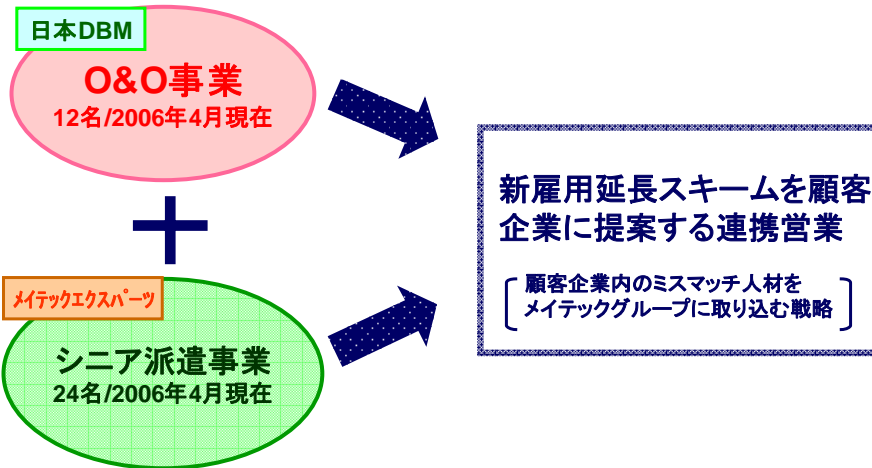 日本DBM
O&O事業
12名/2006年4月現在
＋
メイテックエクスパーツ
シニア派遣事業
24名/2006年4月現在
新雇用延長スキームを顧客
企業に提案する連携営業
顧客企業内のミスマッチ人材を
メイテックグループに取り込む戦略